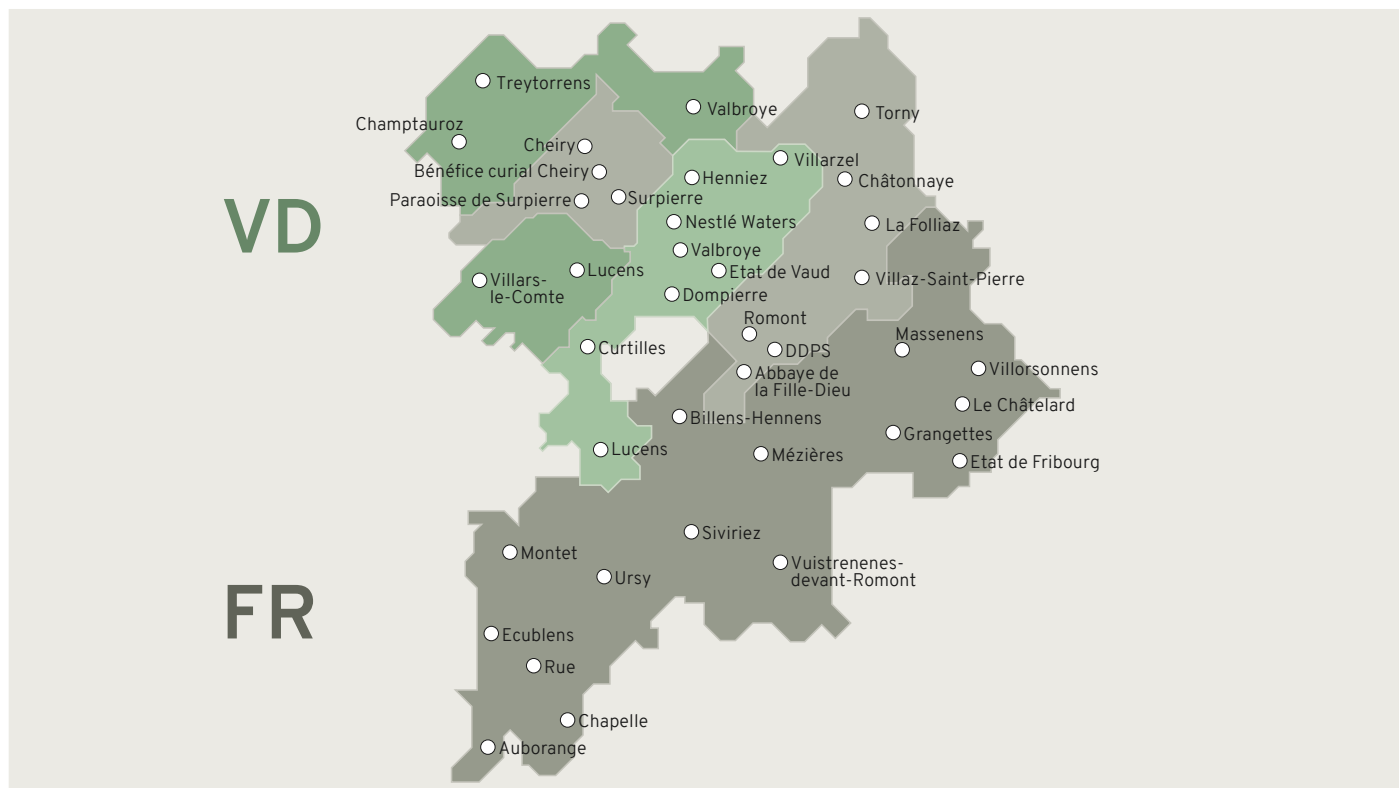 Treytorrens
Valbroye
Torny
Champtauroz
Cheiry
Villarzel
Bénéfice curial Cheiry
Henniez
Châtonnaye
Paraoisse de Surpierre
Surpierre
VD
Nestlé Waters
La Folliaz
Valbroye
Lucens
Etat de Vaud
Villars-
le-Comte
Villaz-Saint-Pierre
Dompierre
Romont
Massenens
Curtilles
DDPS
Villorsonnens
Abbaye de
la Fille-Dieu
Le Châtelard
Billens-Hennens
Grangettes
Lucens
Mézières
Etat de Fribourg
Siviriez
Montet
Vuistrenenes-
devant-Romont
Ursy
FR
Ecublens
Rue
Chapelle
Auborange